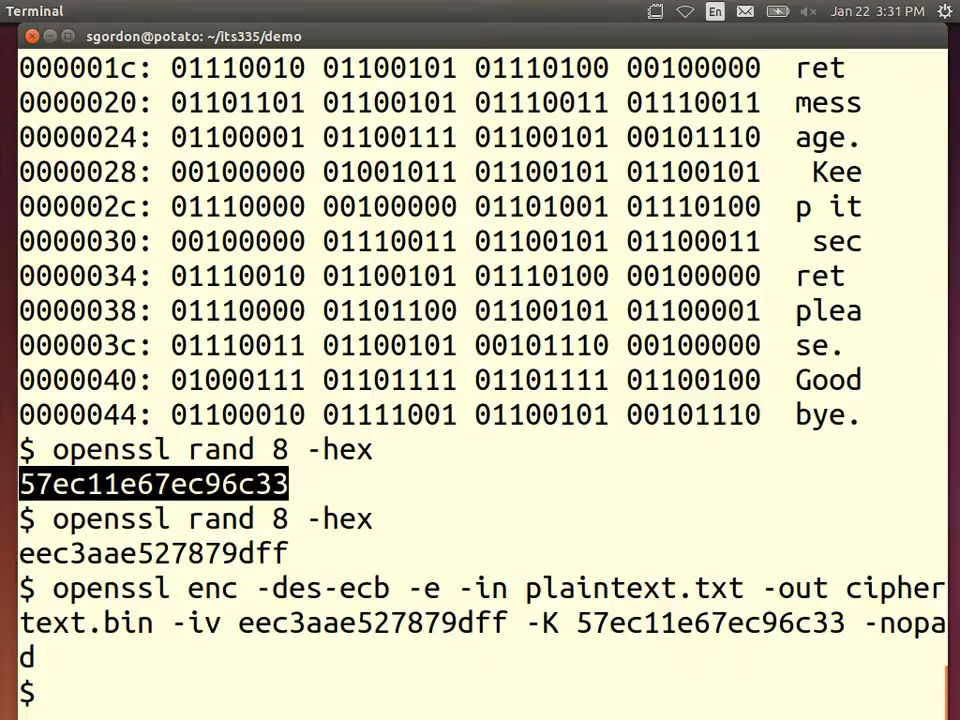 Terminal En Jan 22 3:31 PM
sgordon@potato: ~/its335/demo
000001c: 01110010 01100101 01110100 00100000 ret
0000020: 01101101 01100101 01110011 01110011 mess
0000024: 01100001 01100111 01100101 00101110 age.
0000028: 00100000 01001011 01100101 01100101 Kee
000002c: 01110000 00100000 01101001 01110100 p it
0000030: 00100000 01110011 01100101 01100011 sec
0000034: 01110010 01100101 01110100 00100000 ret
0000038: 01110000 01101100 01100101 01100001 plea
000003c: 01110011 01100101 00101110 00100000 se.
0000040: 01000111 01101111 01101111 01100100 Good
0000044: 01100010 01111001 01100101 00101110 bye.
$ openssl rand 8 -hex
57ec11e67ec96c33
$ openssl rand 8 -hex
eec3aae527879dff
$ openssl enc -des-ecb -e -in plaintext.txt -out cipher
text.bin -iv eec3aae527879dff -K 57ec11e67ec96c33 -nopa
d
$